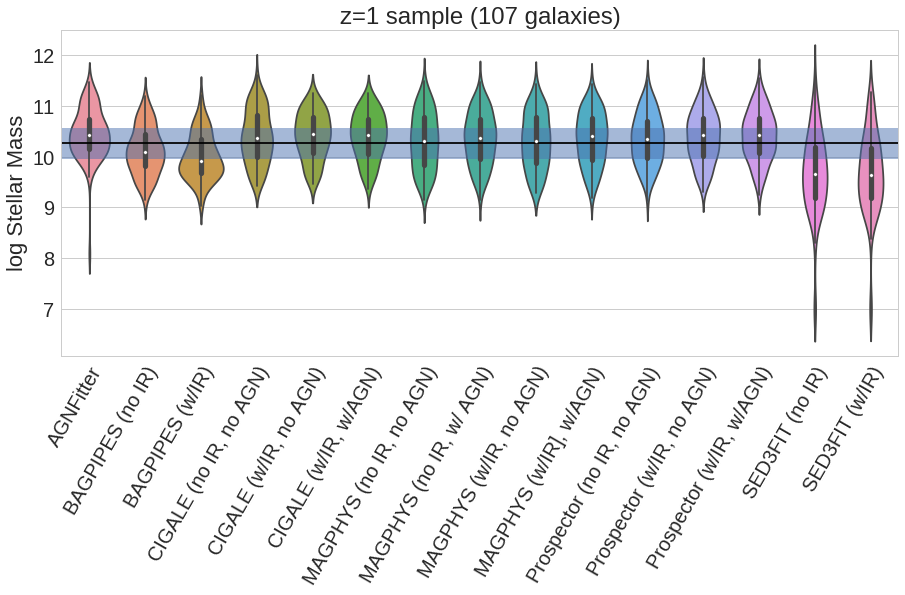 z=1 sample (107 galaxies)
log Stellar Mass
12
11
10
9
8
7
AGNFitter
BAGPIPES (no IR)
BAGPIPES (w/IR)
CIGALE (no IR, no AGN)
CIGALE (w/IR, no AGN)
CIGALE (w/IR, w/AGN)
MAGPHYS (no IR, no AGN)
MAGPHYS (no IR, w/ AGN)
MAGPHYS (w/IR, no AGN)
MAGPHYS (w/IR], w/AGN)
Prospector (no IR, no AGN)
Prospector (w/IR, no AGN)
Prospector (w/IR, w/AGN)
SED3FIT (no IR)
SED3FIT (w/IR)